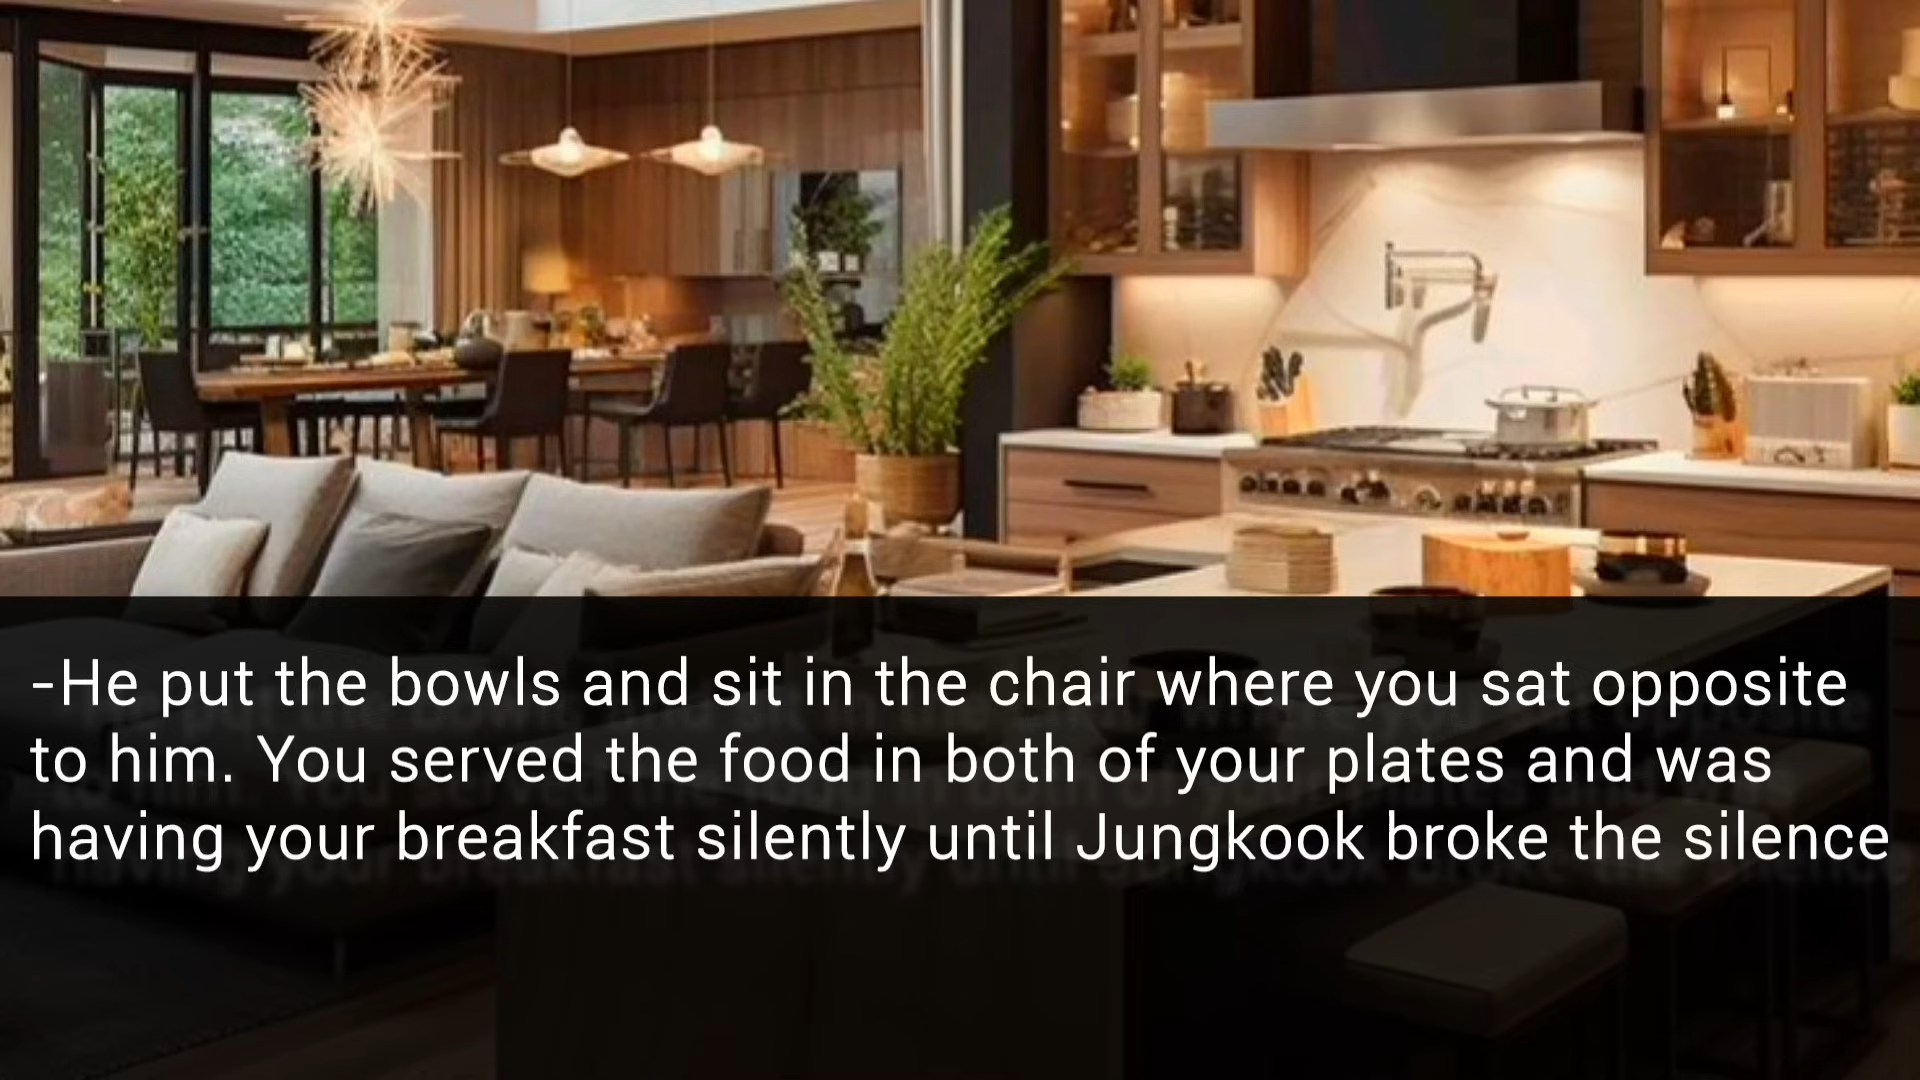 -He put the bowls and sit in the chair where you sat opposite
to him. You served the food in both of your plates and was
having your breakfast silently until Jungkook broke the silence